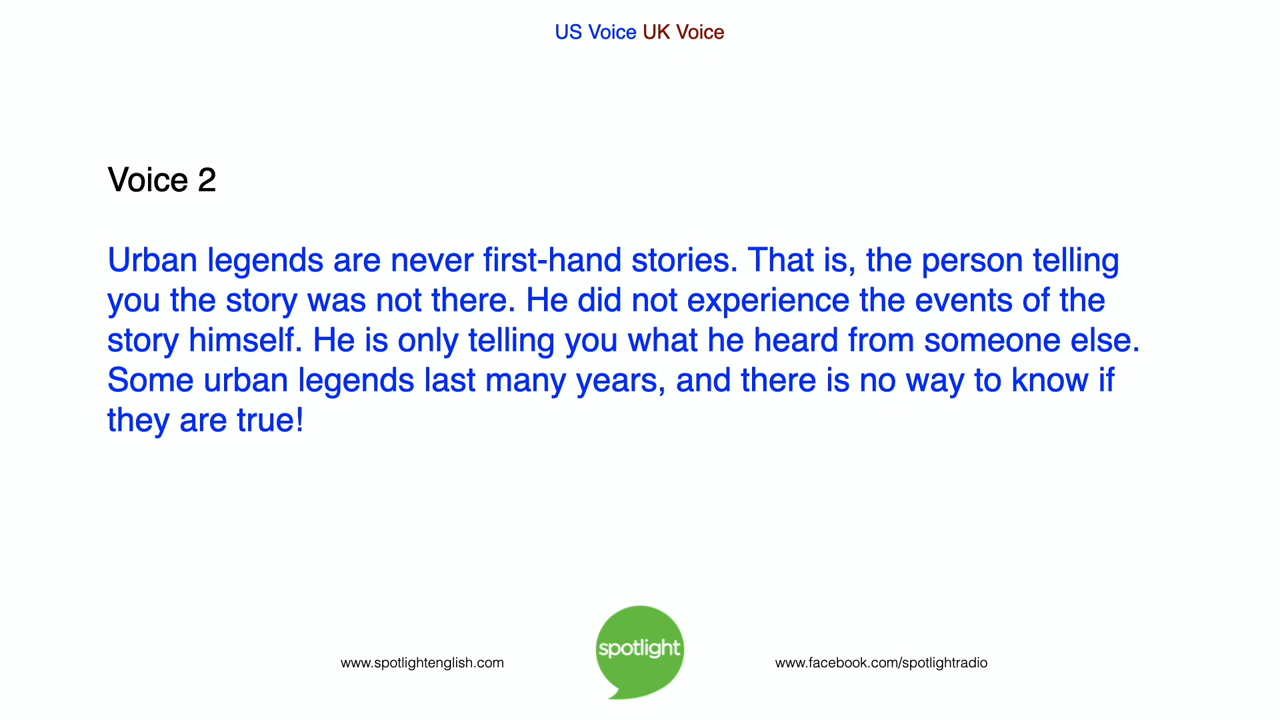 US Voice UK Voice
Voice 2
Urban legends are never first-hand stories. That is, the person telling
you the story was not there. He did not experience the events of the
story himself. He is only telling you what he heard from someone else.
Some urban legends last many years, and there is no way to know if
they are true!
spotlight
www.spotlightenglish.com
www.facebook.com/spotlightradio